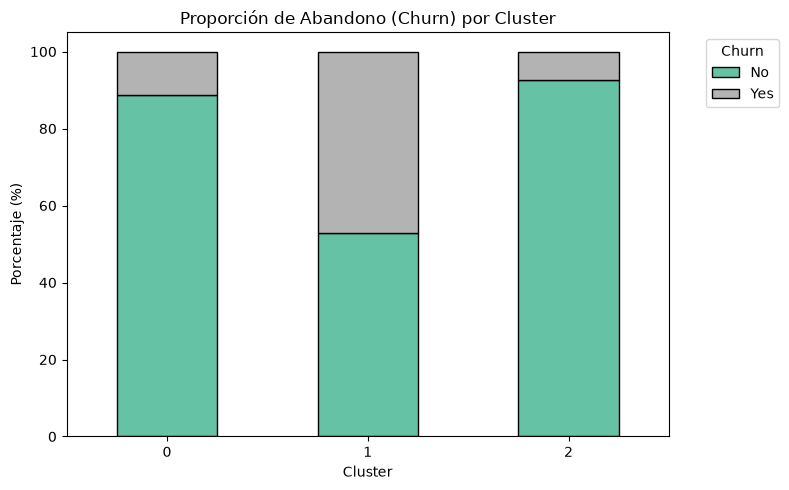 Proporción de Abandono (Churn) por Cluster
Churn
No
Yes
Porcentaje (%)
100
80
60
40
20
0
0 1 2
Cluster